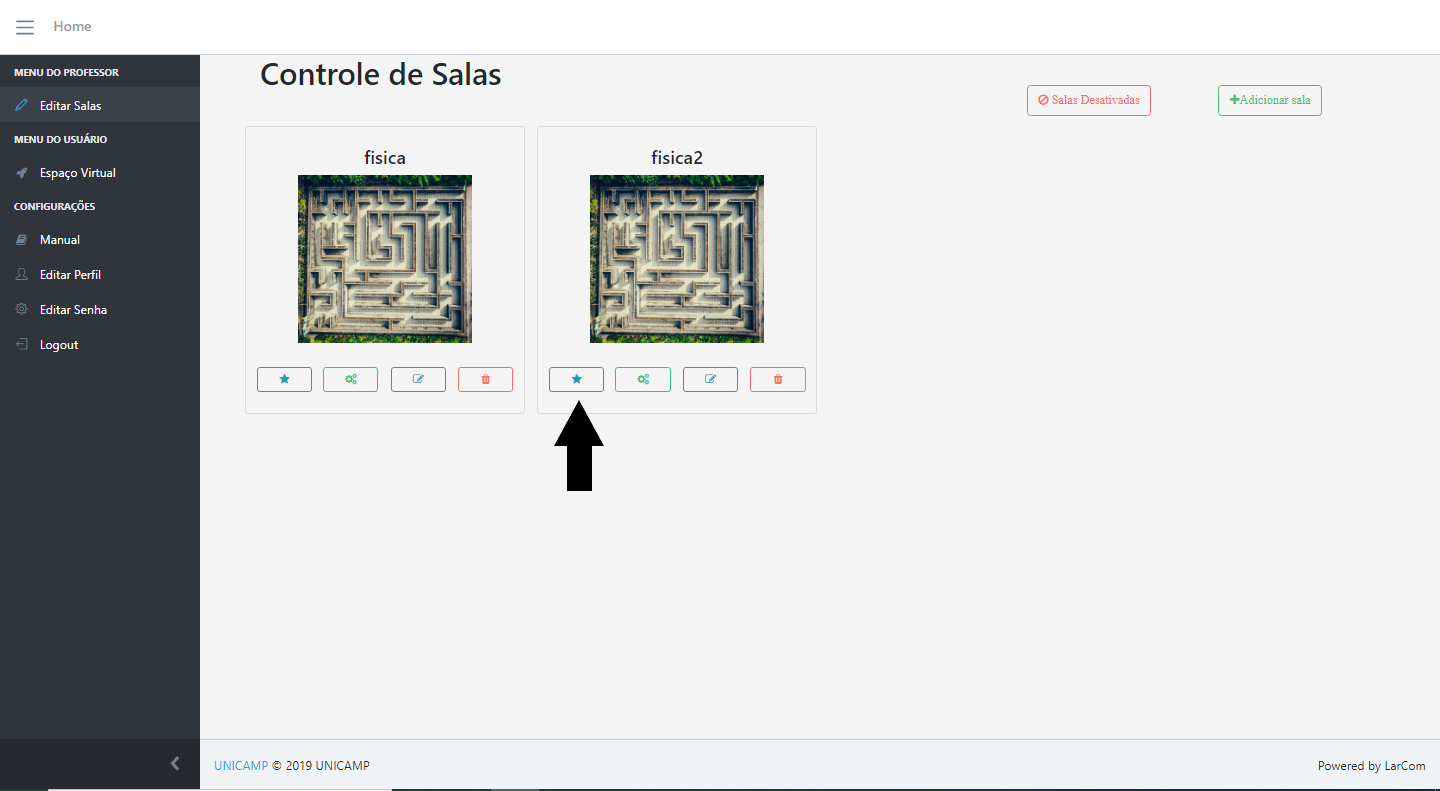 Home
MENU DO PROFESSOR
Editar Salas
MENU DO USUÁRIO
Espaço Virtual
CONFIGURAÇÕES
Manual
Editar Perfil
Editar Senha
Logout
Controle de Salas
Salas Desativadas
Adicionar sala
fisica
fisica2
UNICAMP © 2019 UNICAMP
Powered by LarCom